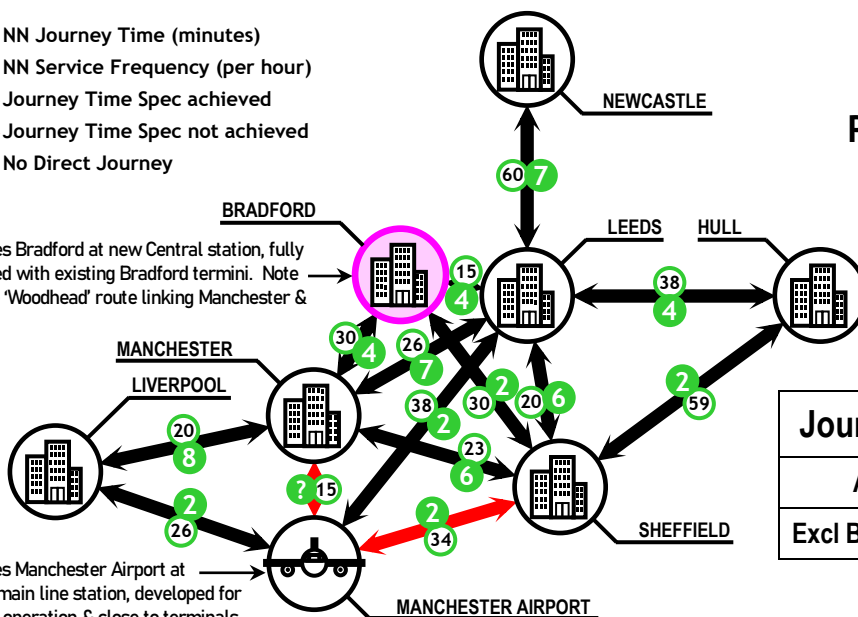 NN Journey Time (minutes)
NN Service Frequency (per hour)
Journey Time Spec achieved
Journey Time Spec not achieved
No Direct Journey
NEWCASTLE
60 7
BRADFORD
LEEDS
HULL
es Bradford at new Central station, fully
ed with existing Bradford termini. Note
‘Woodhead’ route linking Manchester &
15
4
38
4
30 4
26
7
MANCHESTER
LIVERPOOL
38 2
2
30
20 6
2
59
20
8
23
6
Jour
? 15
2
26
2
34
SHEFFIELD
Excl B
es Manchester Airport at
main line station, developed for
operation & close to terminals
MANCHESTER AIRPORT